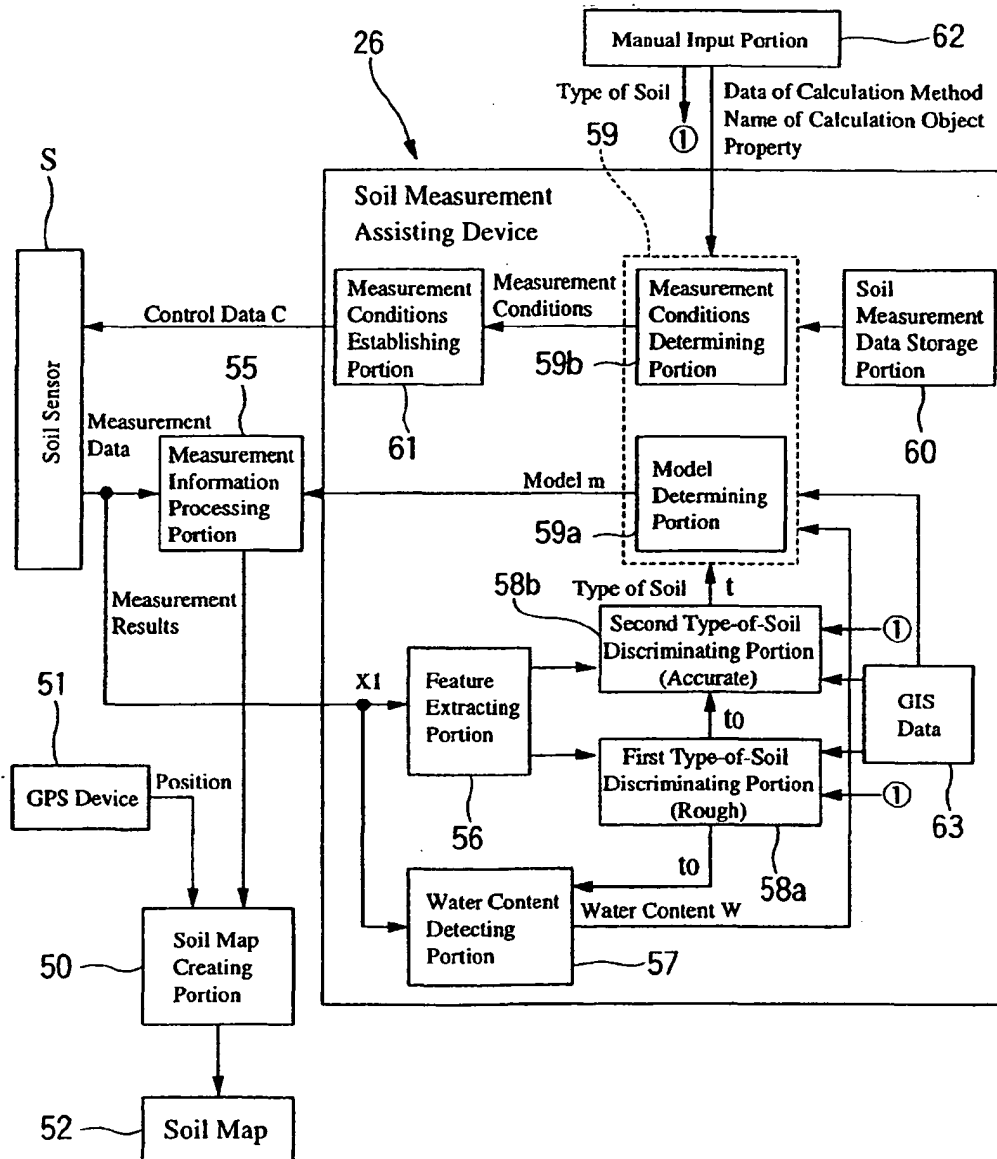 Manual Input Portion
62
26
Type of Soil
①
Data of Calculation Method
Name of Calculation Object
Property
59
S
Soil Measurement
Assisting Device
Soil Sensor
Control Data C
Measurement
Conditions
Establishing
Portion
61
Measurement
Conditions
Measurement
Conditions
Determining
Portion
59b
Soil
Measurement
Data Storage
Portion
60
55
Measurement
Data
Measurement
Information
Processing
Portion
Model m
Model
Determining
Portion
59a
Measurement
Results
58b
Type of Soil
t
Second Type-of-Soil
Discriminating Portion
(Accurate)
①
X1
Feature
Extracting
Portion
56
t0
GIS
Data
63
First Type-of-Soil
Discriminating Portion
(Rough)
①
58a
51
GPS Device
Position
t0
Water Content
Detecting
Portion
57
Water Content W
50
Soil Map
Creating
Portion
52
Soil Map